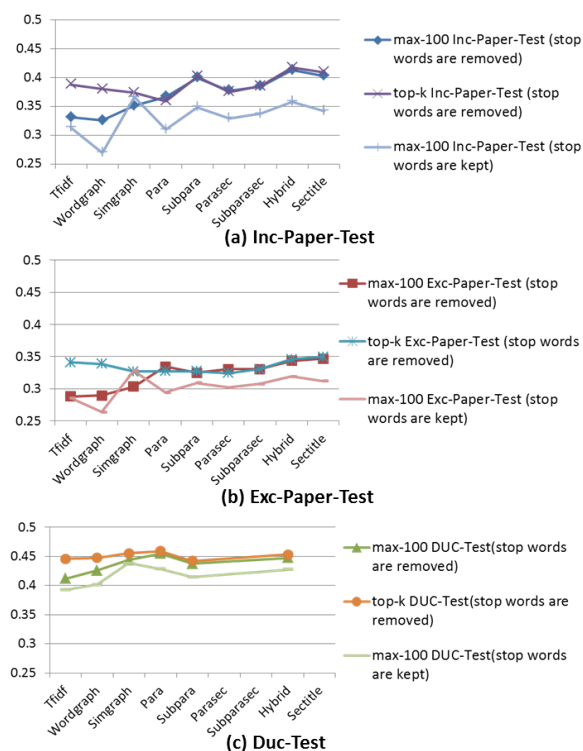 0.5
0.45
0.4
0.35
0.3
0.25
Tfidf
Wordgraph
Simgraph
Para
Subpara
Parasec
Subparasec
Hybrid
Sectitle
max-100 Inc-Paper-Test (stop
words are removed)
top-k Inc-Paper-Test (stop
words are removed)
max-100 Inc-Paper-Test (stop
words are kept)
(a) Inc-Paper-Test
0.5
0.45
0.4
0.35
0.3
0.25
Tfidf
Wordgraph
Simgraph
Para
Subpara
Parasec
Subparasec
Hybrid
Sectitle
max-100 Exc-Paper-Test (stop
words are removed)
top-k Exc-Paper-Test (stop words
are removed)
max-100 Exc-Paper-Test (stop
words are kept)
(b) Exc-Paper-Test
0.5
0.45
0.4
0.35
0.3
0.25
Tfidf
Wordgraph
Simgraph
Para
Subpara
Parasec
Subparasec
Hybrid
Sectitle
max-100 DUC-Test(stop words
are removed)
top-k DUC-Test(stop words are
removed)
max-100 DUC-Test(stop words
are kept)
(c) Duc-Test